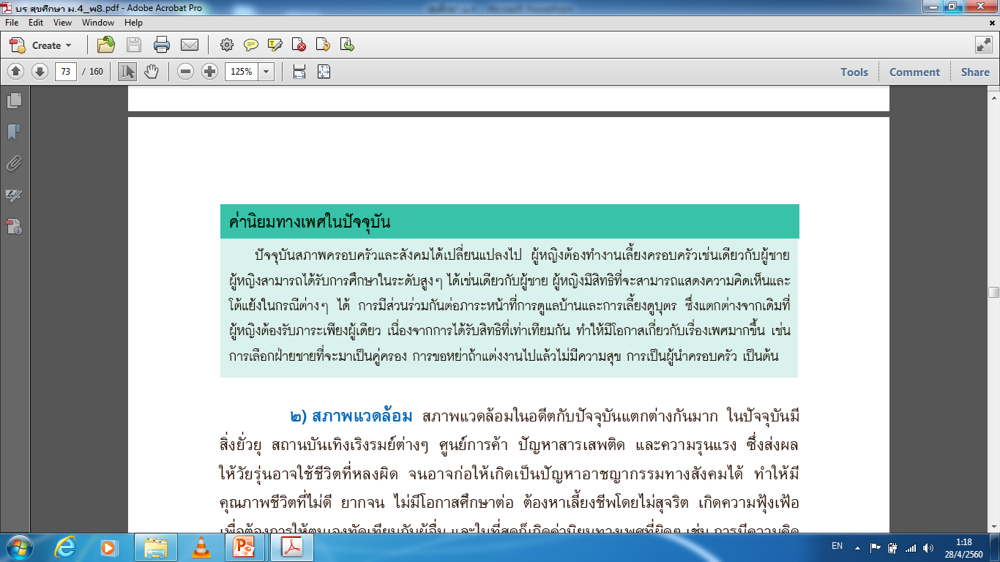 บร สุขศึกษา ม.4_พ8.pdf - Adobe Acrobat Pro
File Edit View Window Help
Create
73 / 160 125% Tools Comment Share
ค่านิยมทางเพศในปัจจุบัน
ปัจจุบันสภาพครอบครัวและสังคมได้เปลี่ยนแปลงไป ผู้หญิงต้องทำงานเลี้ยงครอบครัวเช่นเดียวกับผู้ชาย
ผู้หญิงสามารถได้รับการศึกษาในระดับสูงๆ ได้เช่นเดียวกับผู้ชาย ผู้หญิงมีสิทธิที่จะสามารถแสดงความคิดเห็นและ
โต้แย้งในกรณีต่างๆ ได้ การมีส่วนร่วมกันต่อภาระหน้าที่การดูแลบ้านและการเลี้ยงดูบุตร ซึ่งแตกต่างจากเดิมที่
ผู้หญิงต้องรับภาระเพียงผู้เดียว เนื่องจากการได้รับสิทธิที่เท่าเทียมกัน ทำให้มีโอกาสเกี่ยวกับเรื่องเพศมากขึ้น เช่น
การเลือกฝ่ายชายที่จะมาเป็นคู่ครอง การขอหย่าถ้าแต่งงานไปแล้วไม่มีความสุข การเป็นผู้นำครอบครัว เป็นต้น
๒) สภาพแวดล้อม สภาพแวดล้อมในอดีตกับปัจจุบันแตกต่างกันมาก ในปัจจุบันมี
สิ่งยั่วยุ สถานบันเทิงเริงรมย์ต่างๆ ศูนย์การค้า ปัญหาสารเสพติด และความรุนแรง ซึ่งส่งผล
ให้วัยรุ่นอาจใช้ชีวิตที่หลงผิด จนอาจก่อให้เกิดเป็นปัญหาอาชญากรรมทางสังคมได้ ทำให้มี
คุณภาพชีวิตที่ไม่ดี ยากจน ไม่มีโอกาสศึกษาต่อ ต้องหาเลี้ยงชีพโดยไม่สุจริต เกิดความฟุ้งเฟ้อ
เพื่อต้องการให้ตนเองทัดเทียมกับผู้อื่น และในที่สุดก็เกิดค่านิยมทางเพศที่ผิดๆ เช่น การมีความคิด
EN 1:18
28/4/2560